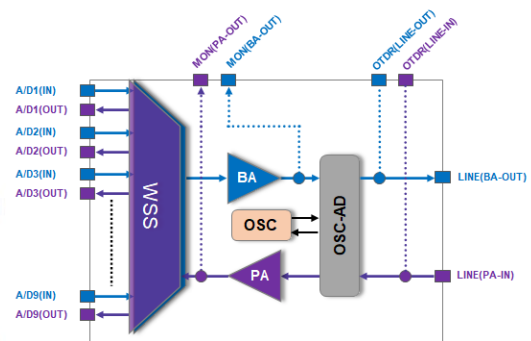 MON(PA-OUT)
MON(BA-OUT)
OTDR(LINE-OUT)
OTDR(LINE-IN)
A/D1(IN)
A/D1(OUT)
A/D2(IN)
A/D2(OUT)
A/D3(IN)
A/D3(OUT)
A/D9(IN)
A/D9(OUT)
WSS
BA
OSC
PA
OSC-AD
LINE(BA-OUT)
LINE(PA-IN)